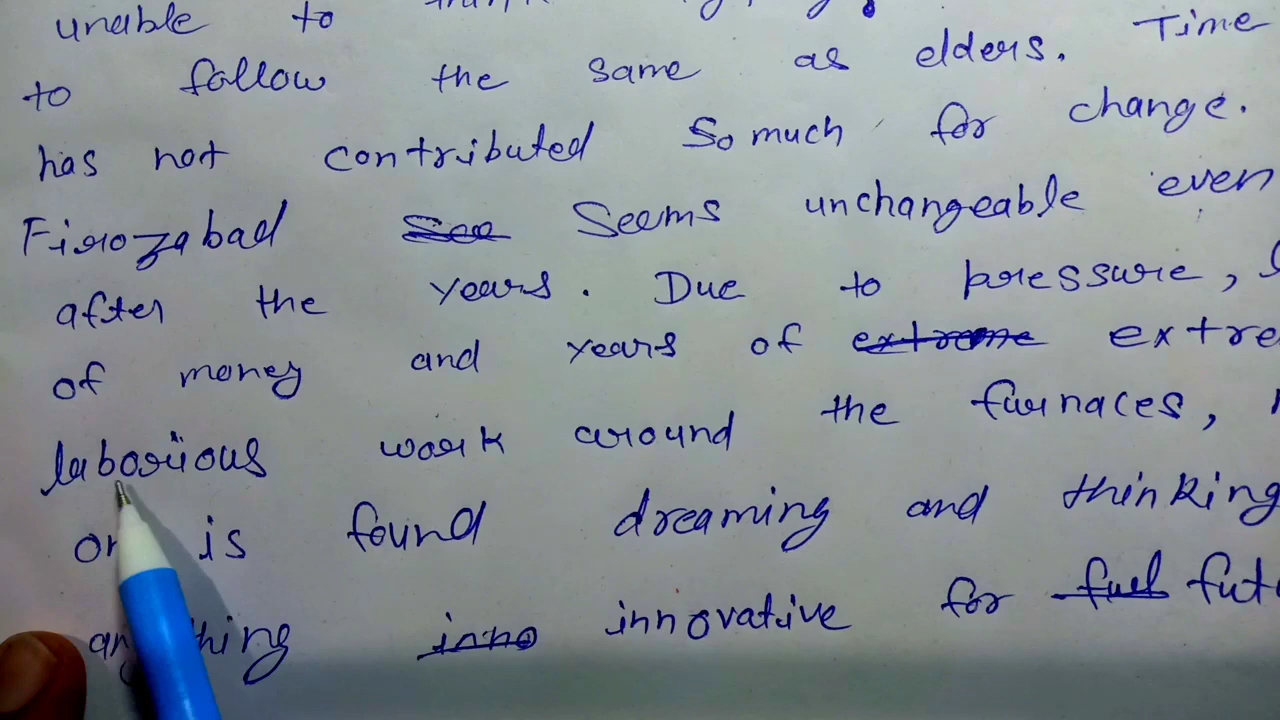 unable to
to follow the same as elders. Time
has not contributed so much for change.
Firozabad See Seems unchangeable even
after the years. Due to pressure,
of money and years of extreme extre
laborious work around the furnaces,
is found dreaming and thinking
anything inno innovative for fuel fut